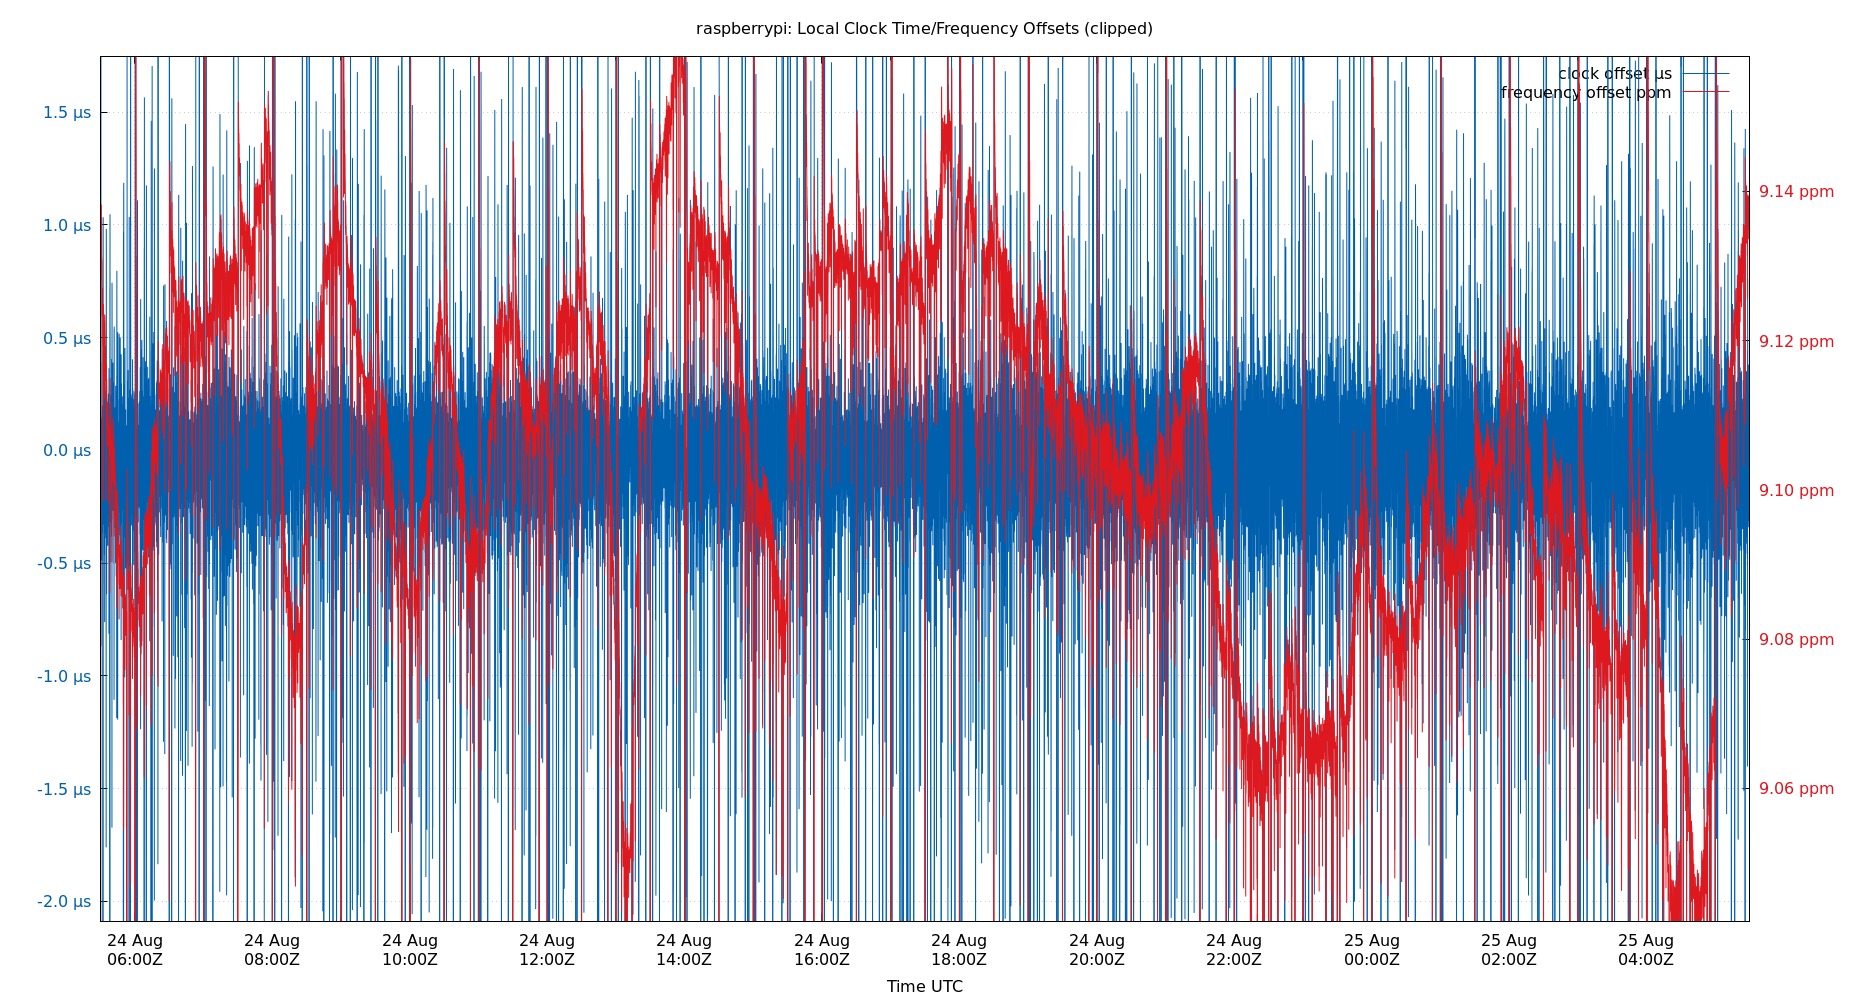 raspberrypi: Local Clock Time/Frequency Offsets (clipped)
clock offset µs
frequency offset ppm
1.5 µs
1.0 µs
0.5 µs
0.0 µs
-0.5 µs
-1.0 µs
-1.5 µs
-2.0 µs
9.14 ppm
9.12 ppm
9.10 ppm
9.08 ppm
9.06 ppm
24 Aug
06:00Z
24 Aug
08:00Z
24 Aug
10:00Z
24 Aug
12:00Z
24 Aug
14:00Z
24 Aug
16:00Z
24 Aug
18:00Z
24 Aug
20:00Z
24 Aug
22:00Z
25 Aug
00:00Z
25 Aug
02:00Z
25 Aug
04:00Z
Time UTC